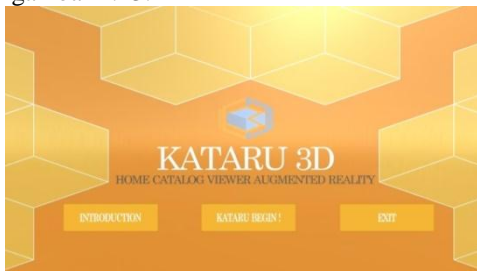 KATARU 3D
HOME CATALOG VIEWER AUGMENTED REALITY
INTRODUCTION
KATARU BEGIN !
EXIT